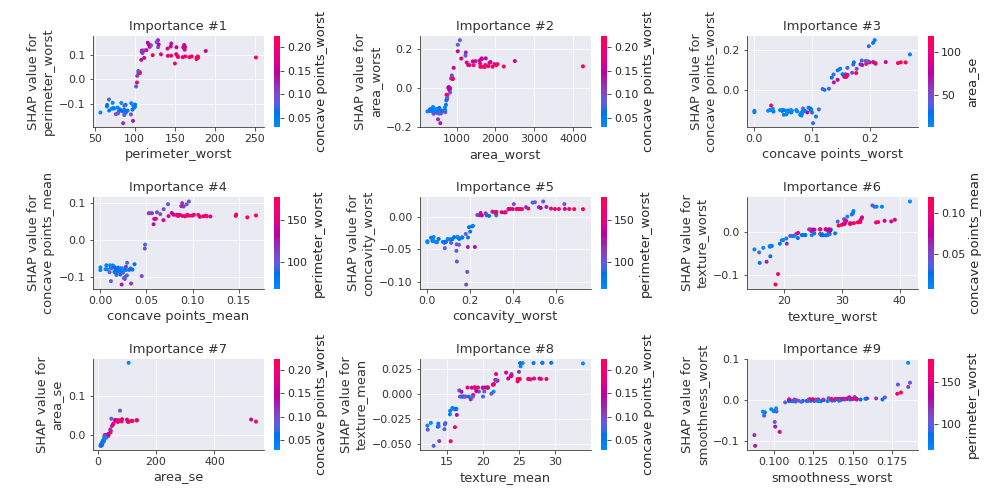 Importance #1
SHAP value for
perimeter_worst
0.1
0.0
−0.1
50
100
150
200
250
perimeter_worst
0.20
0.15
0.10
0.05
concave points_worst
Importance #2
SHAP value for
area_worst
0.2
0.0
−0.2
1000
2000
3000
4000
area_worst
0.20
0.15
0.10
0.05
concave points_worst
Importance #3
SHAP value for
concave points_worst
0.2
0.0
0.0
0.1
0.2
concave points_worst
100
50
area_se
Importance #4
SHAP value for
concave points_mean
0.1
0.0
−0.1
0.00
0.05
0.10
0.15
concave points_mean
150
100
perimeter_worst
Importance #5
SHAP value for
concavity_worst
0.00
−0.05
−0.10
0.0
0.2
0.4
0.6
concavity_worst
150
100
perimeter_worst
Importance #6
SHAP value for
texture_worst
0.0
−0.1
20
30
40
texture_worst
0.10
0.05
concave points_mean
Importance #7
SHAP value for
area_se
0.1
0.0
0
200
400
area_se
0.20
0.15
0.10
0.05
concave points_worst
Importance #8
SHAP value for
texture_mean
0.025
0.000
−0.025
−0.050
15
20
25
30
texture_mean
0.20
0.15
0.10
0.05
concave points_worst
Importance #9
SHAP value for
smoothness_worst
0.1
0.0
−0.1
0.100
0.125
0.150
0.175
smoothness_worst
150
100
perimeter_worst